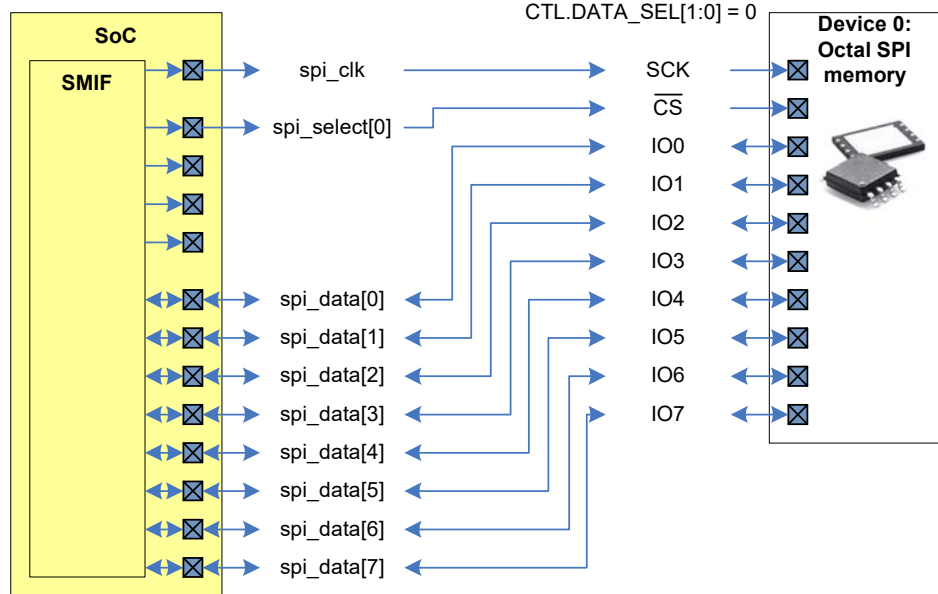 CTL.DATA_SEL[1:0] = 0
SoC
SMIF
Device 0:
Octal SPI
memory
spi_clk
SCK
spi_select[0]
CS
IO0
IO1
IO2
IO3
spi_data[0]
IO4
spi_data[1]
IO5
spi_data[2]
IO6
spi_data[3]
IO7
spi_data[4]
spi_data[5]
spi_data[6]
spi_data[7]